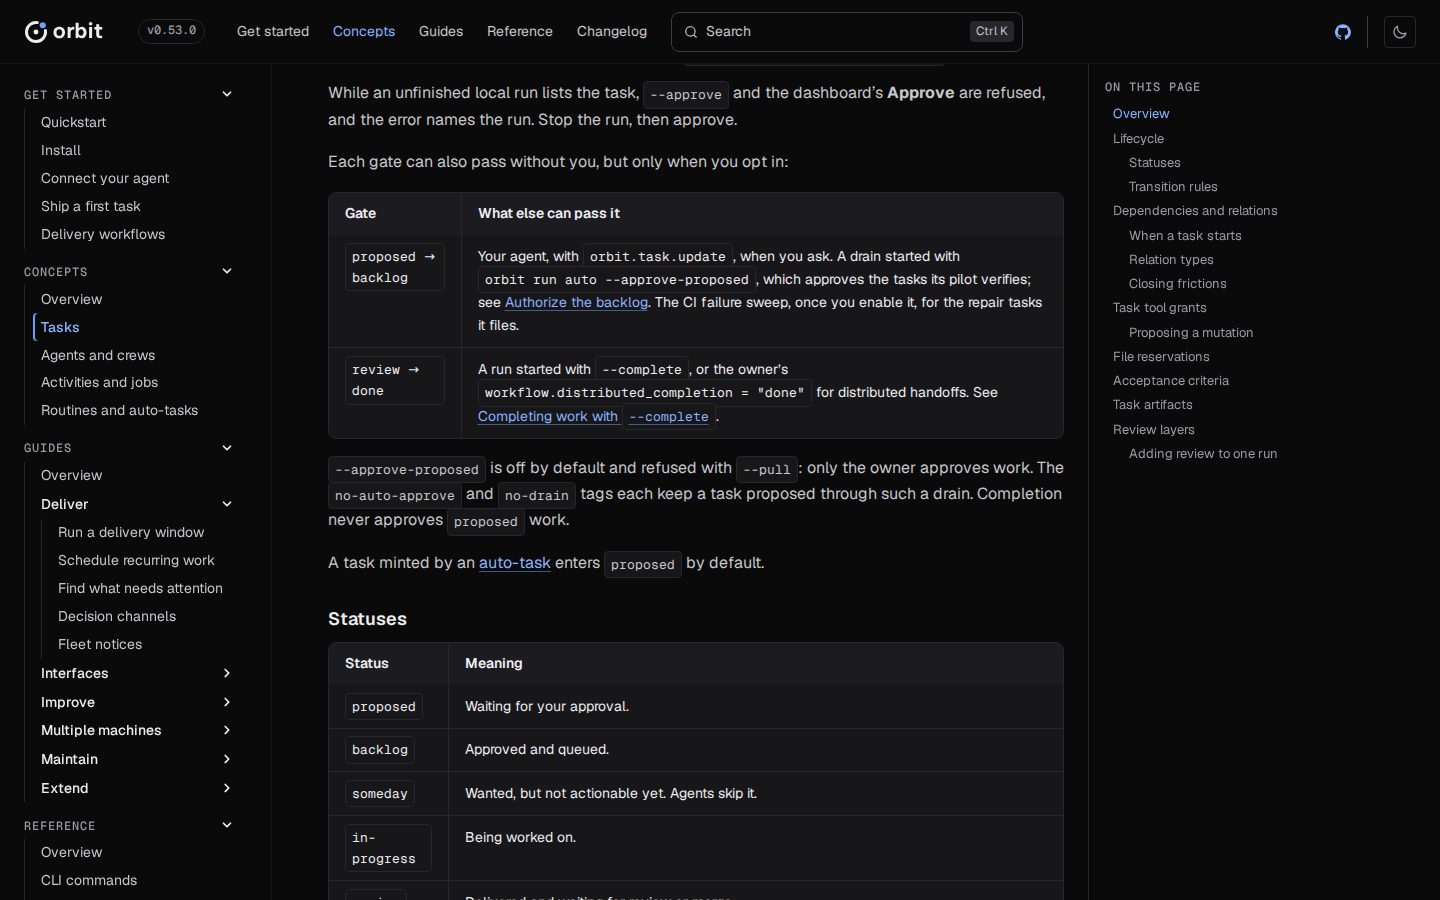 orbit
v0.53.0
Get started
Concepts
Guides
Reference
Changelog
Search
Ctrl K
GET STARTED
Quickstart
Install
Connect your agent
Ship a first task
Delivery workflows
CONCEPTS
Overview
Tasks
Agents and crews
Activities and jobs
Routines and auto-tasks
GUIDES
Overview
Deliver
Run a delivery window
Schedule recurring work
Find what needs attention
Decision channels
Fleet notices
Interfaces
Improve
Multiple machines
Maintain
Extend
REFERENCE
Overview
CLI commands
While an unfinished local run lists the task, --approve and the dashboard's Approve are refused,
and the error names the run. Stop the run, then approve.
Each gate can also pass without you, but only when you opt in:
Gate
What else can pass it
proposed →
backlog
Your agent, with orbit.task.update, when you ask. A drain started with
orbit run auto --approve-proposed, which approves the tasks its pilot verifies;
see Authorize the backlog. The CI failure sweep, once you enable it, for the repair tasks
it files.
review →
done
A run started with --complete, or the owner's
workflow.distributed_completion = "done" for distributed handoffs. See
Completing work with --complete.
--approve-proposed is off by default and refused with --pull: only the owner approves work. The
no-auto-approve and no-drain tags each keep a task proposed through such a drain. Completion
never approves proposed work.
A task minted by an auto-task enters proposed by default.
Statuses
Status
Meaning
proposed
Waiting for your approval.
backlog
Approved and queued.
someday
Wanted, but not actionable yet. Agents skip it.
in-
progress
Being worked on.
ON THIS PAGE
Overview
Lifecycle
Statuses
Transition rules
Dependencies and relations
When a task starts
Relation types
Closing frictions
Task tool grants
Proposing a mutation
File reservations
Acceptance criteria
Task artifacts
Review layers
Adding review to one run